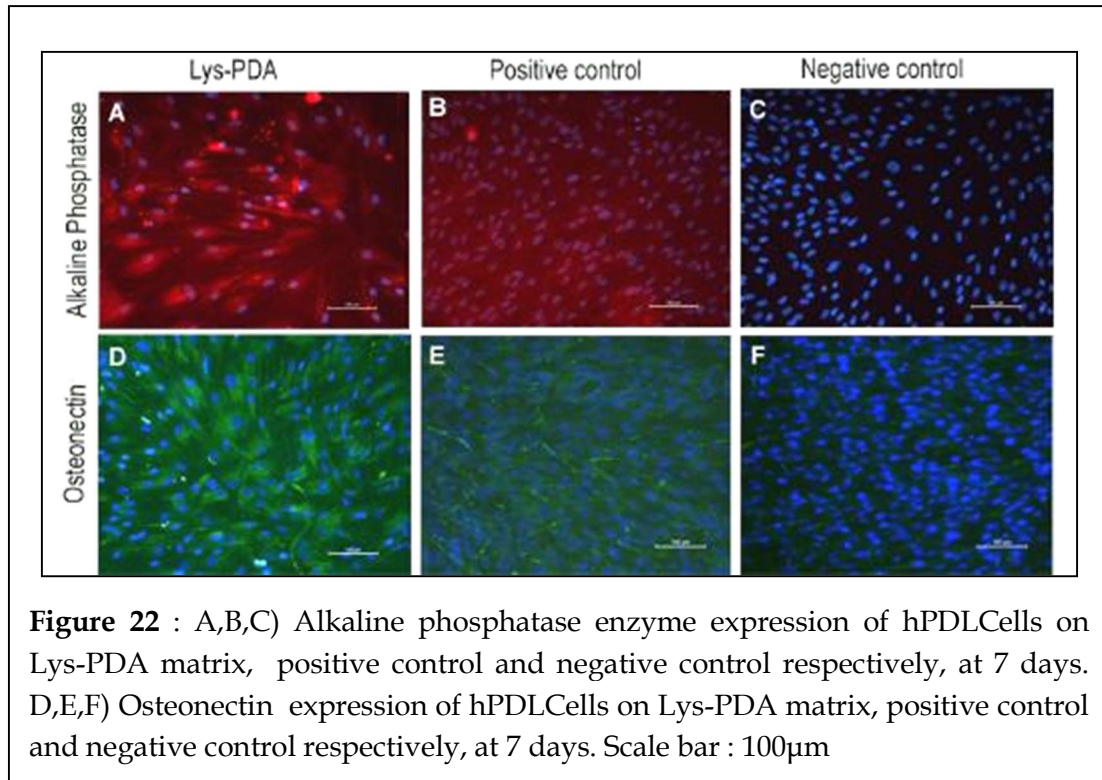 Lys-PDA Positive control Negative control
Alkaline Phosphatase
A B C
Osteonectin
D E F
Figure 22 : A,B,C) Alkaline phosphatase enzyme expression of hPDLCells on
Lys-PDA matrix, positive control and negative control respectively, at 7 days.
D,E,F) Osteonectin expression of hPDLCells on Lys-PDA matrix, positive control
and negative control respectively, at 7 days. Scale bar : 100µm